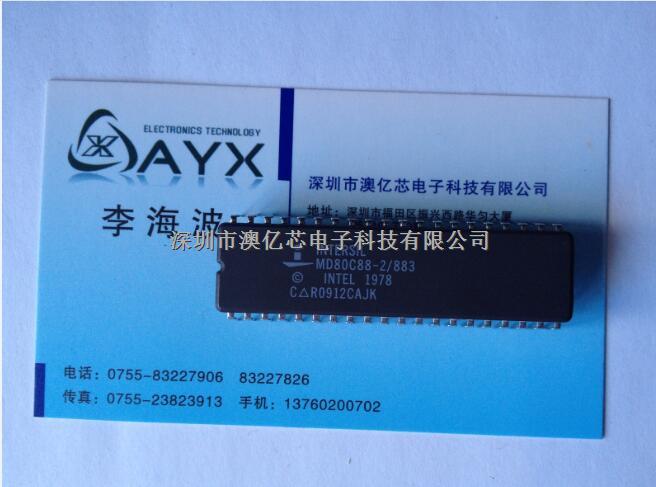 ELECTRONICS TECHNOLOGY
AYX
深圳市澳亿芯电子科技有限公司
李海波
地址：深圳市福田区振兴西路华匀大厦
深圳市澳亿芯电子科技有限公司
INTERSIL
MD80C88-2/883
© INTEL 1978
C△R0912CAJK
电话：0755-83227906 83227826
传真：0755-23823913 手机：13760200702